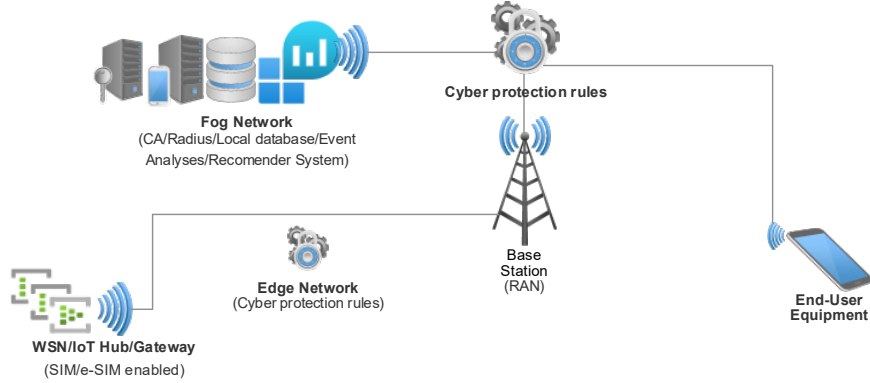 Cyber protection rules
Fog Network
(CA/Radius/Local database/Event
Analyses/Recomender System)
Base
Station
(RAN)
Edge Network
(Cyber protection rules)
End-User
Equipment
WSN/IoT Hub/Gateway
(SIM/e-SIM enabled)